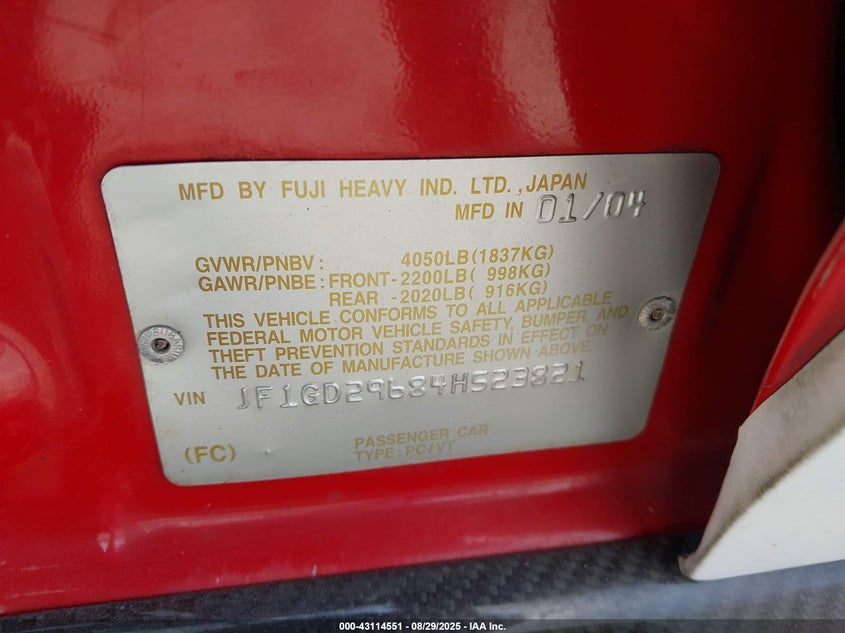 MFD BY FUJI HEAVY IND. LTD.,JAPAN
MFD IN 01/04
GVWR/PNBV: 4050LB(1837KG)
GAWR/PNBE: FRONT-2200LB( 998KG)
REAR -2020LB( 916KG)
THIS VEHICLE CONFORMS TO ALL APPLICABLE
FEDERAL MOTOR VEHICLE SAFETY, BUMPER, AND
THEFT PREVENTION STANDARDS IN EFFECT ON
THE DATE OF MANUFACTURE SHOWN ABOVE.
VIN JF1GD29684H523821
(FC) PASSENGER CAR
TYPE: PC/VT
000-43114551 - 08/29/2025 - IAA Inc.